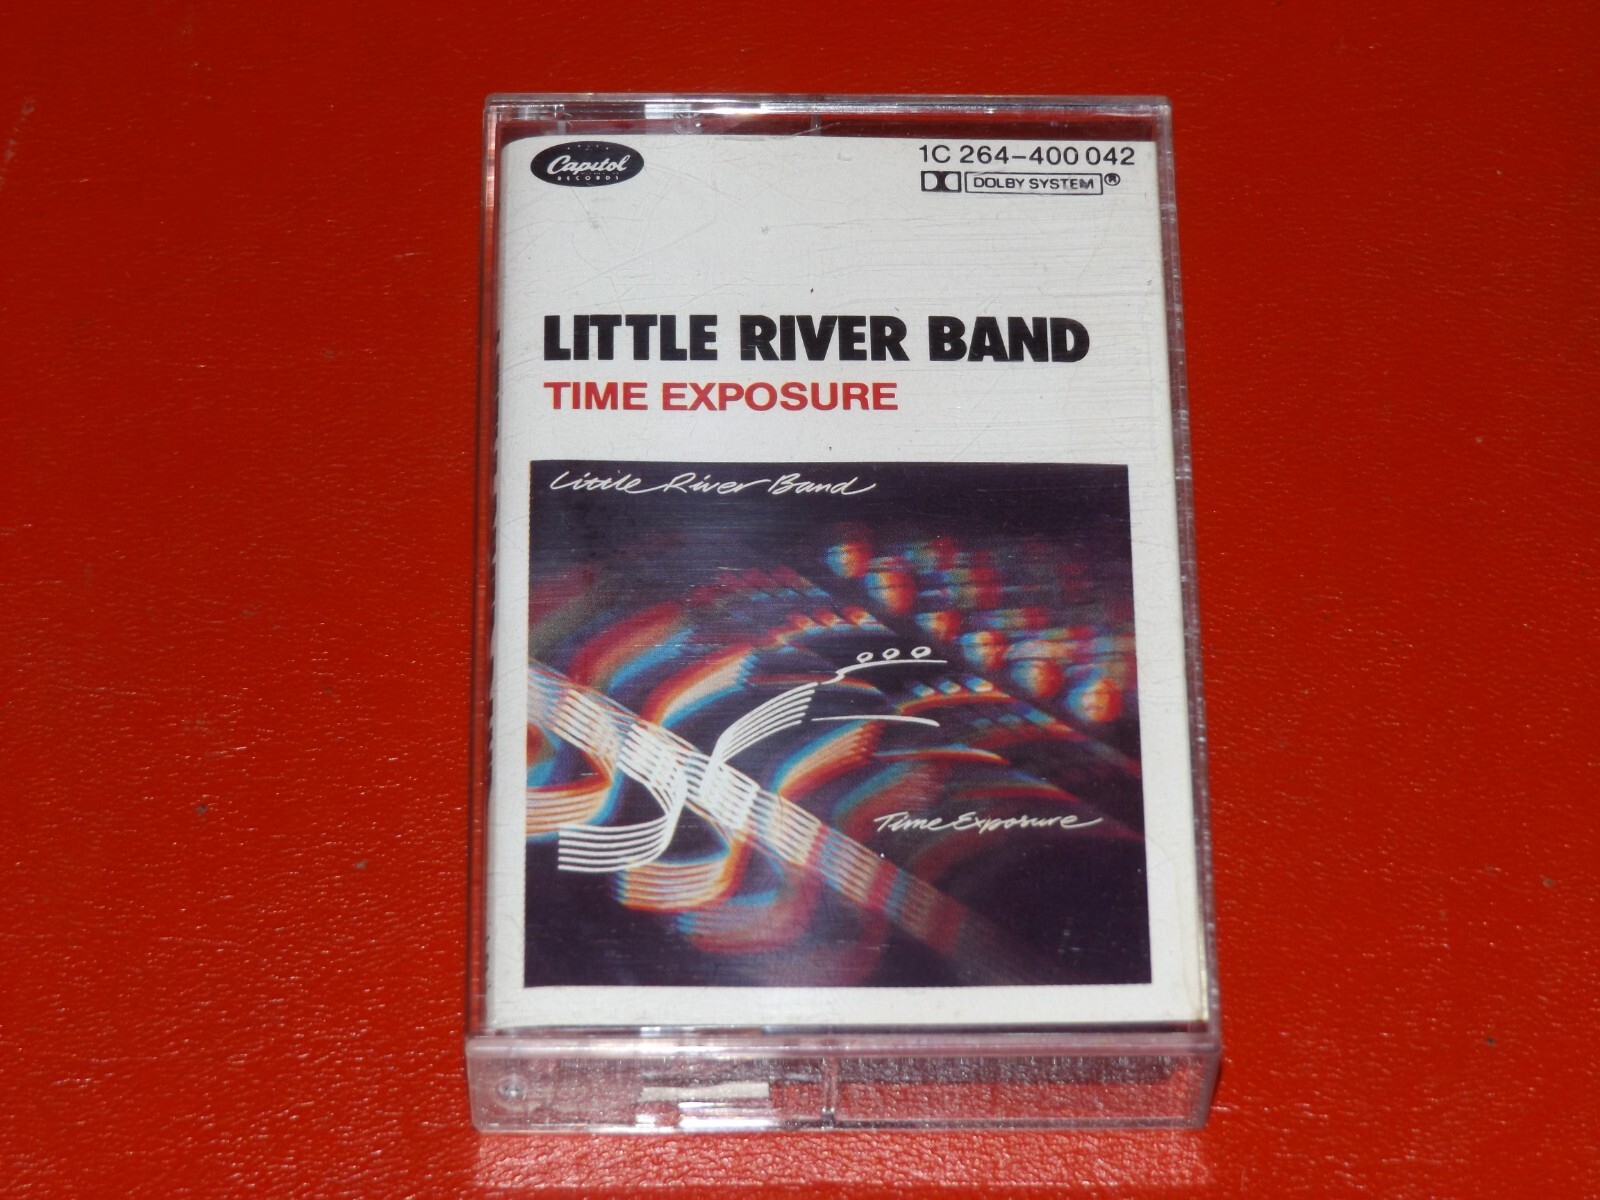 Capitol
RECORDS
1C 264-400 042
DOLBY SYSTEM®
LITTLE RIVER BAND
TIME EXPOSURE
Little River Band
Time Exposure